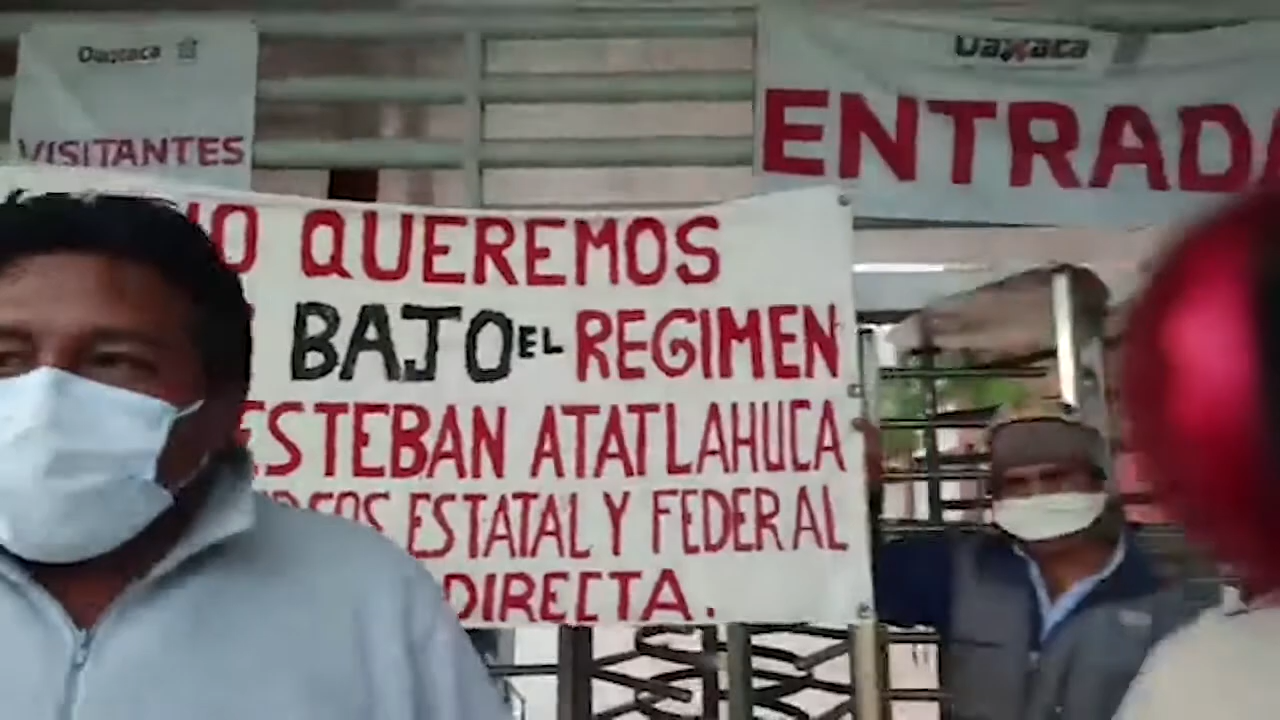 Oaxaca
VISITANTES
Oaxaca
ENTRADA
QUEREMOS
BAJO EL REGIMEN
ESTEBAN ATATLAHUCA
ESTATAL Y FEDERAL
DIRECTA.